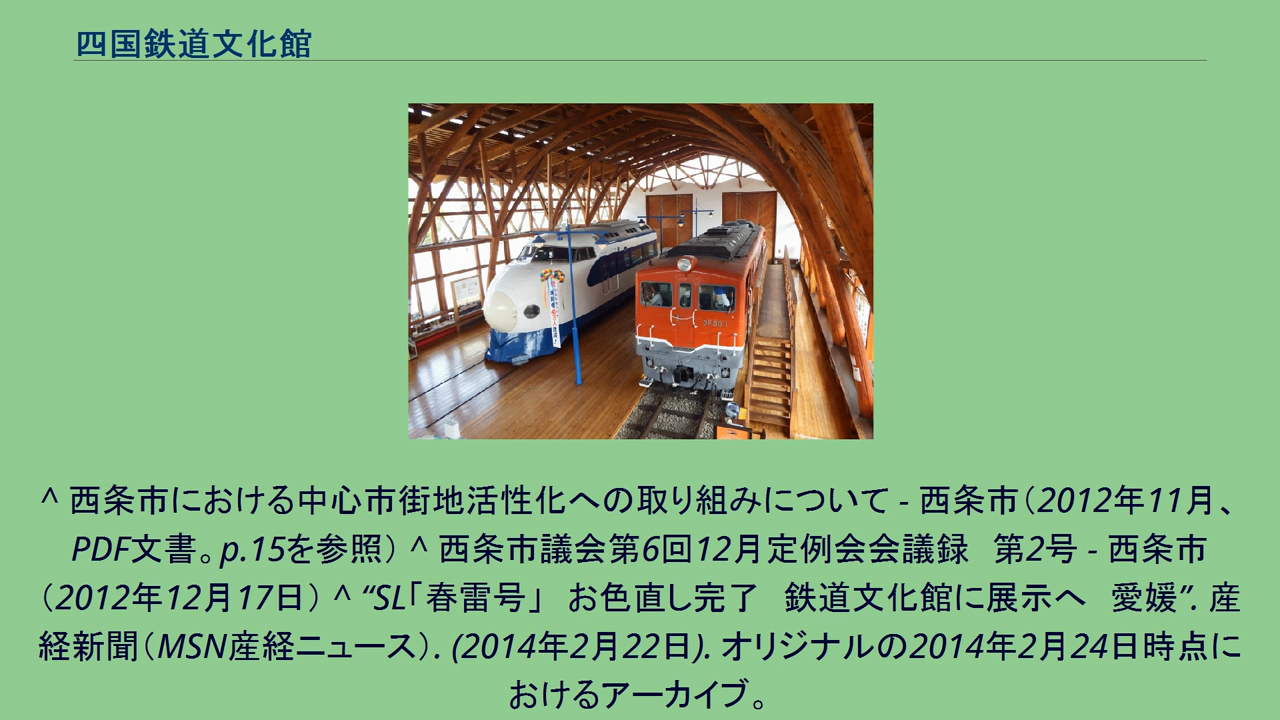 四国鉄道文化館
DF50 1
^ 西条市における中心市街地活性化への取り組みについて - 西条市（2012年11月、
PDF文書。p.15を参照） ^ 西条市議会第6回12月定例会会議録　第2号 - 西条市
（2012年12月17日） ^ “SL「春雷号」　お色直し完了　鉄道文化館に展示へ　愛媛”. 産
経新聞（MSN産経ニュース）. (2014年2月22日). オリジナルの2014年2月24日時点に
おけるアーカイブ。